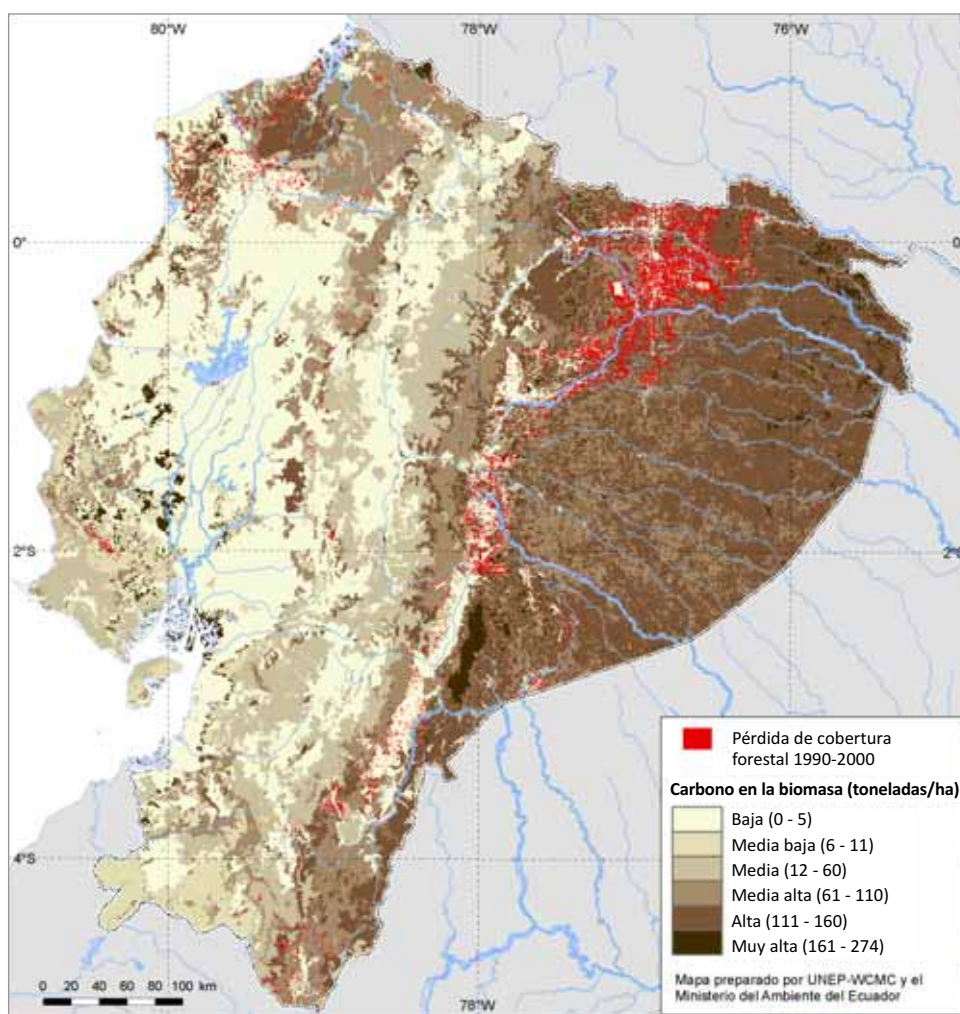 80°W
78°W
76°W
0°
0
2°S
2°S
4°S
78°W
Pérdida de cobertura
forestal 1990-2000
Carbono en la biomasa (toneladas/ha)
Baja (0 - 5)
Media baja (6 - 11)
Media (12 - 60)
Media alta (61 - 110)
Alta (111 - 160)
Muy alta (161 - 274)
Mapa preparado por UNEP-WCMC y el
Ministerio del Ambiente del Ecuador
0 20 40 60 80 100 km